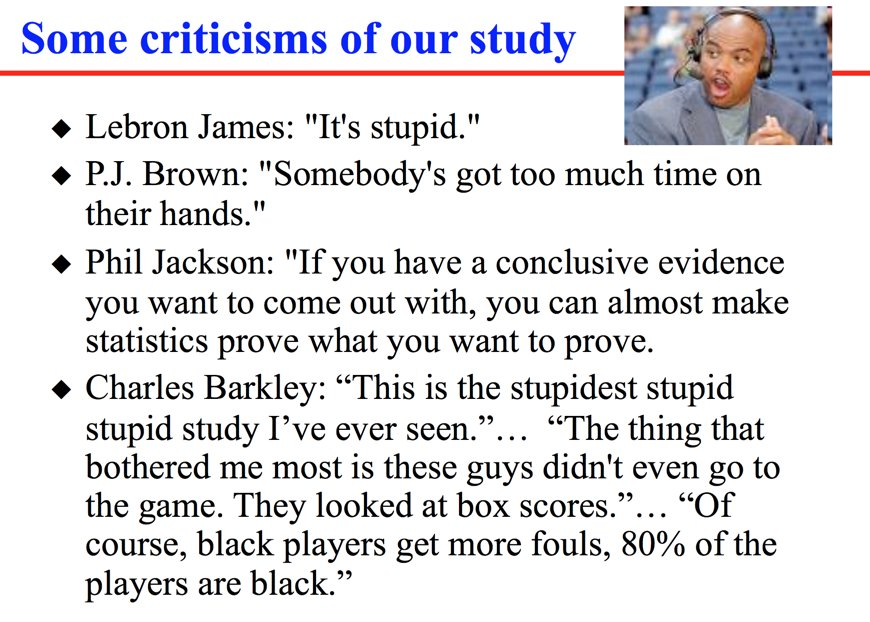 Some criticisms of our study
◆ Lebron James: "It's stupid."
◆ P.J. Brown: "Somebody's got too much time on
their hands."
◆ Phil Jackson: "If you have a conclusive evidence
you want to come out with, you can almost make
statistics prove what you want to prove.
◆ Charles Barkley: “This is the stupidest stupid
stupid study I’ve ever seen.”… “The thing that
bothered me most is these guys didn't even go to
the game. They looked at box scores.”… “Of
course, black players get more fouls, 80% of the
players are black.”